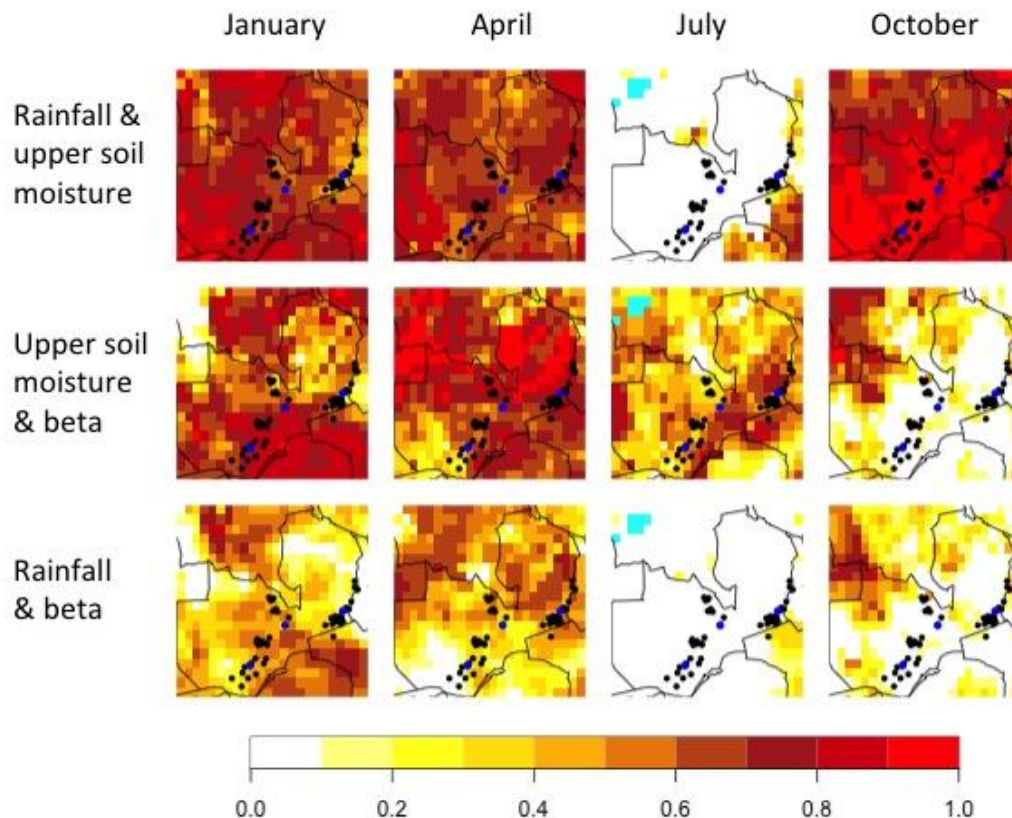 January April July October
Rainfall &
upper soil
moisture
Upper soil
moisture
& beta
Rainfall
& beta
0.0 0.2 0.4 0.6 0.8 1.0